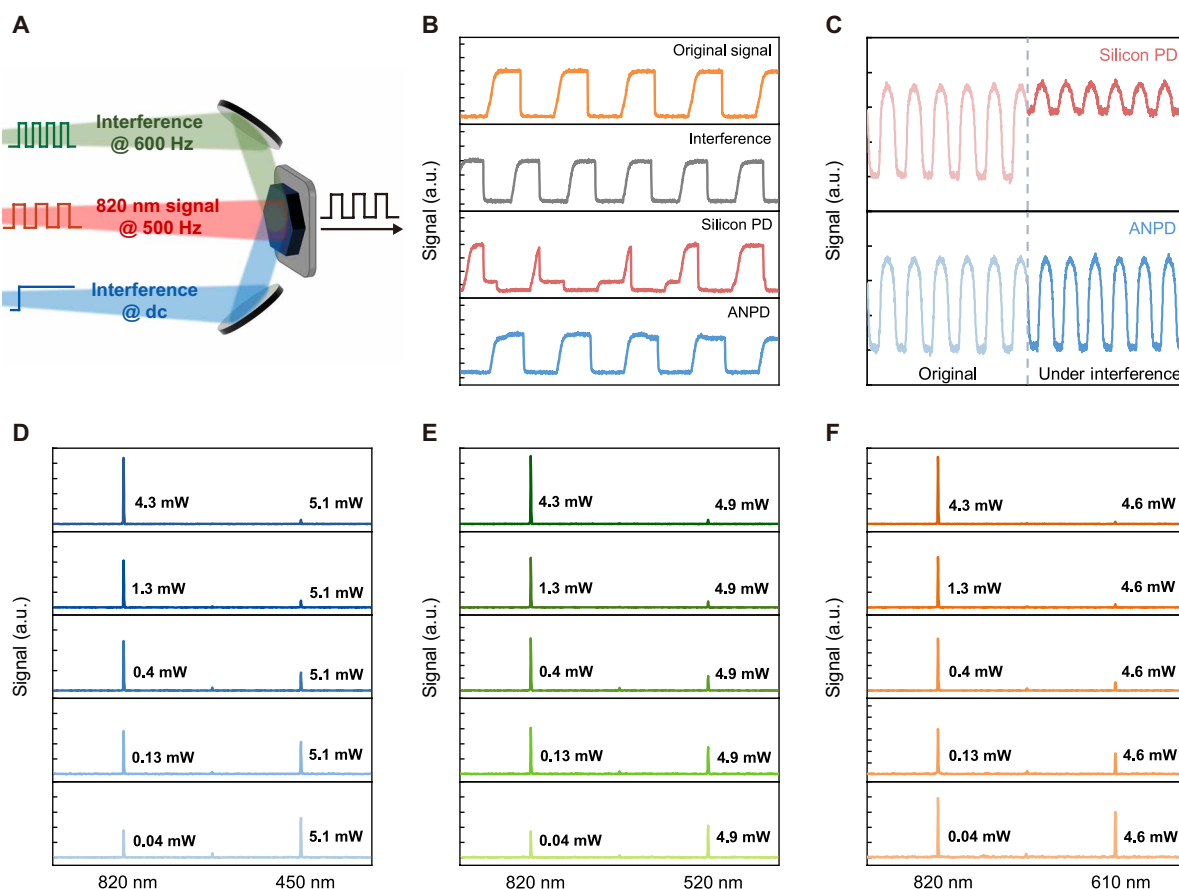 A
Interference
@ 600 Hz
820 nm signal
@ 500 Hz
Interference
@ dc
B
Signal (a.u.)
Original signal
Interference
Silicon PD
ANPD
C
Signal (a.u.)
Silicon PD
ANPD
Original
Under interference
D
Signal (a.u.)
4.3 mW
5.1 mW
1.3 mW
5.1 mW
0.4 mW
5.1 mW
0.13 mW
5.1 mW
0.04 mW
5.1 mW
820 nm
450 nm
E
Signal (a.u.)
4.3 mW
4.9 mW
1.3 mW
4.9 mW
0.4 mW
4.9 mW
0.13 mW
4.9 mW
0.04 mW
4.9 mW
820 nm
520 nm
F
Signal (a.u.)
4.3 mW
4.6 mW
1.3 mW
4.6 mW
0.4 mW
4.6 mW
0.13 mW
4.6 mW
0.04 mW
4.6 mW
820 nm
610 nm